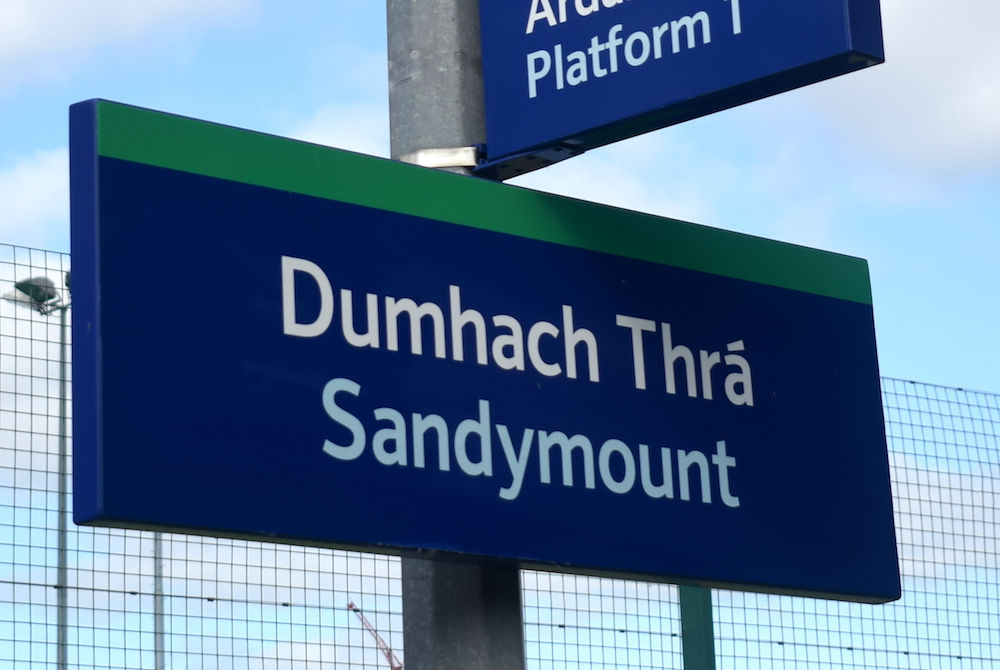 Platform 1
Dumhach Thrá
Sandymount